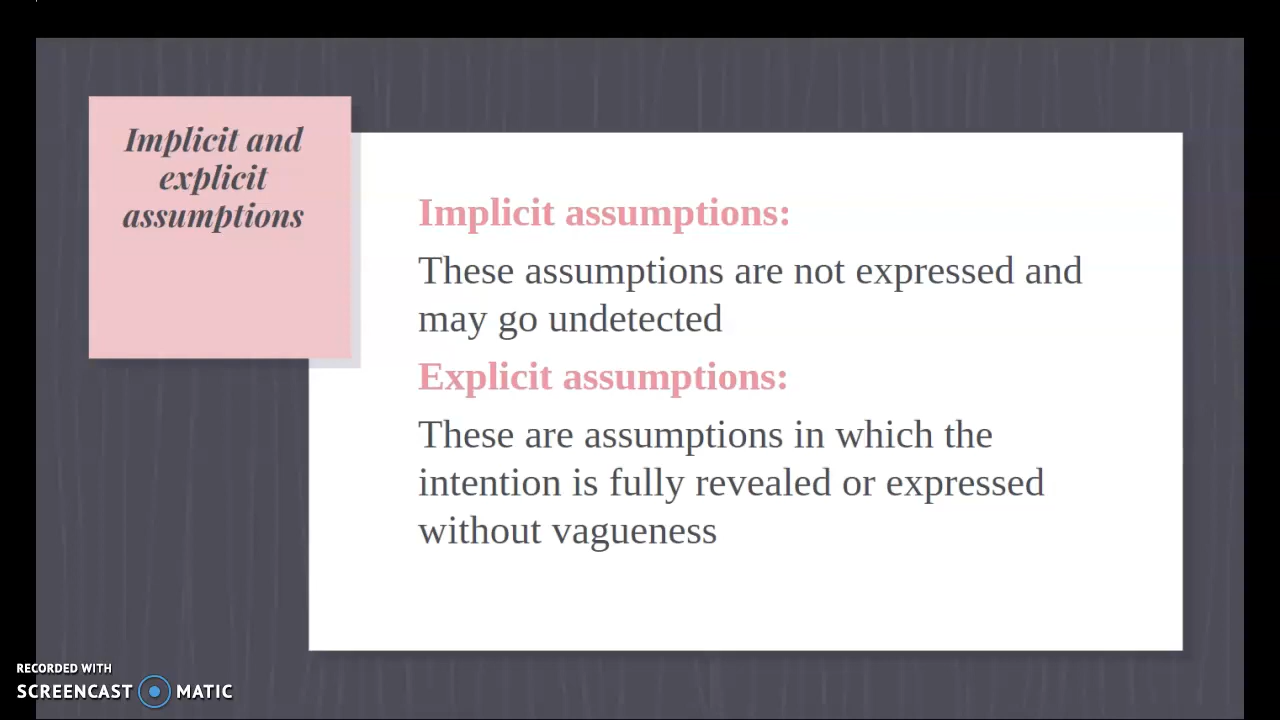 Implicit and
explicit
assumptions
Implicit assumptions:
These assumptions are not expressed and
may go undetected
Explicit assumptions:
These are assumptions in which the
intention is fully revealed or expressed
without vagueness
RECORDED WITH
SCREENCAST MATIC